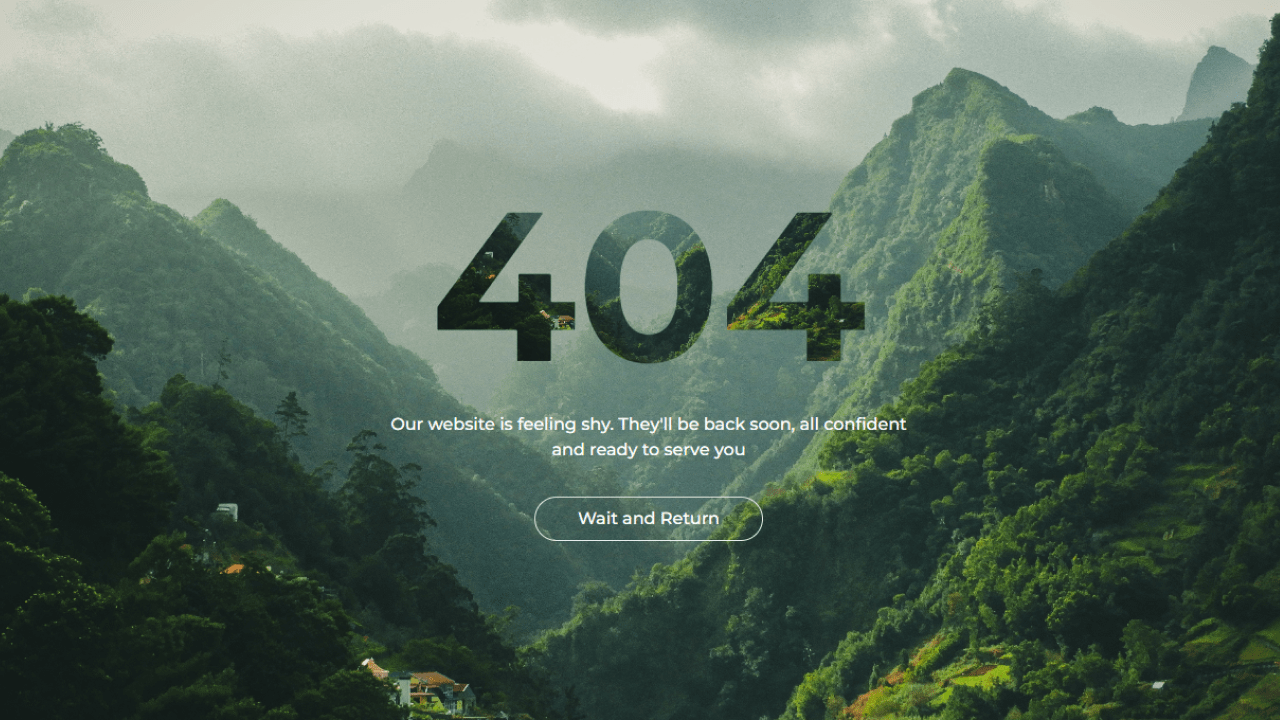 404
Our website is feeling shy. They'll be back soon, all confident
and ready to serve you
Wait and Return